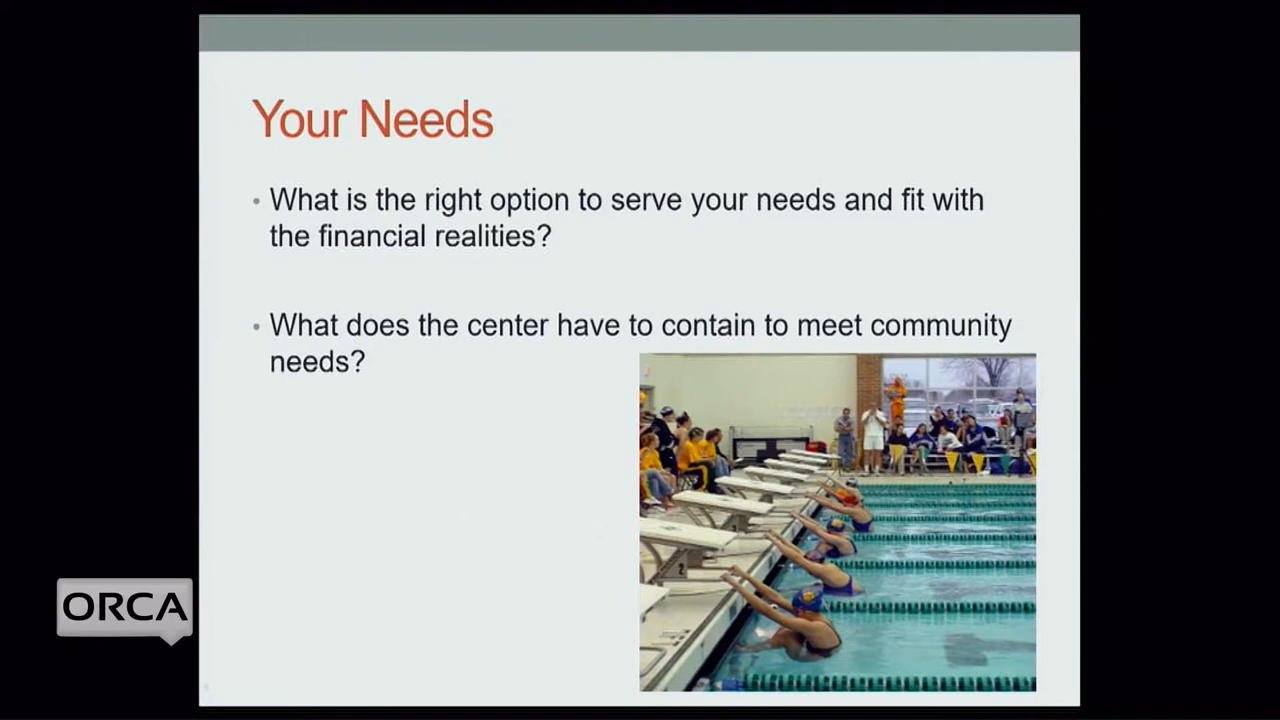 Your Needs
• What is the right option to serve your needs and fit with
the financial realities?
• What does the center have to contain to meet community
needs?
2
ORCA